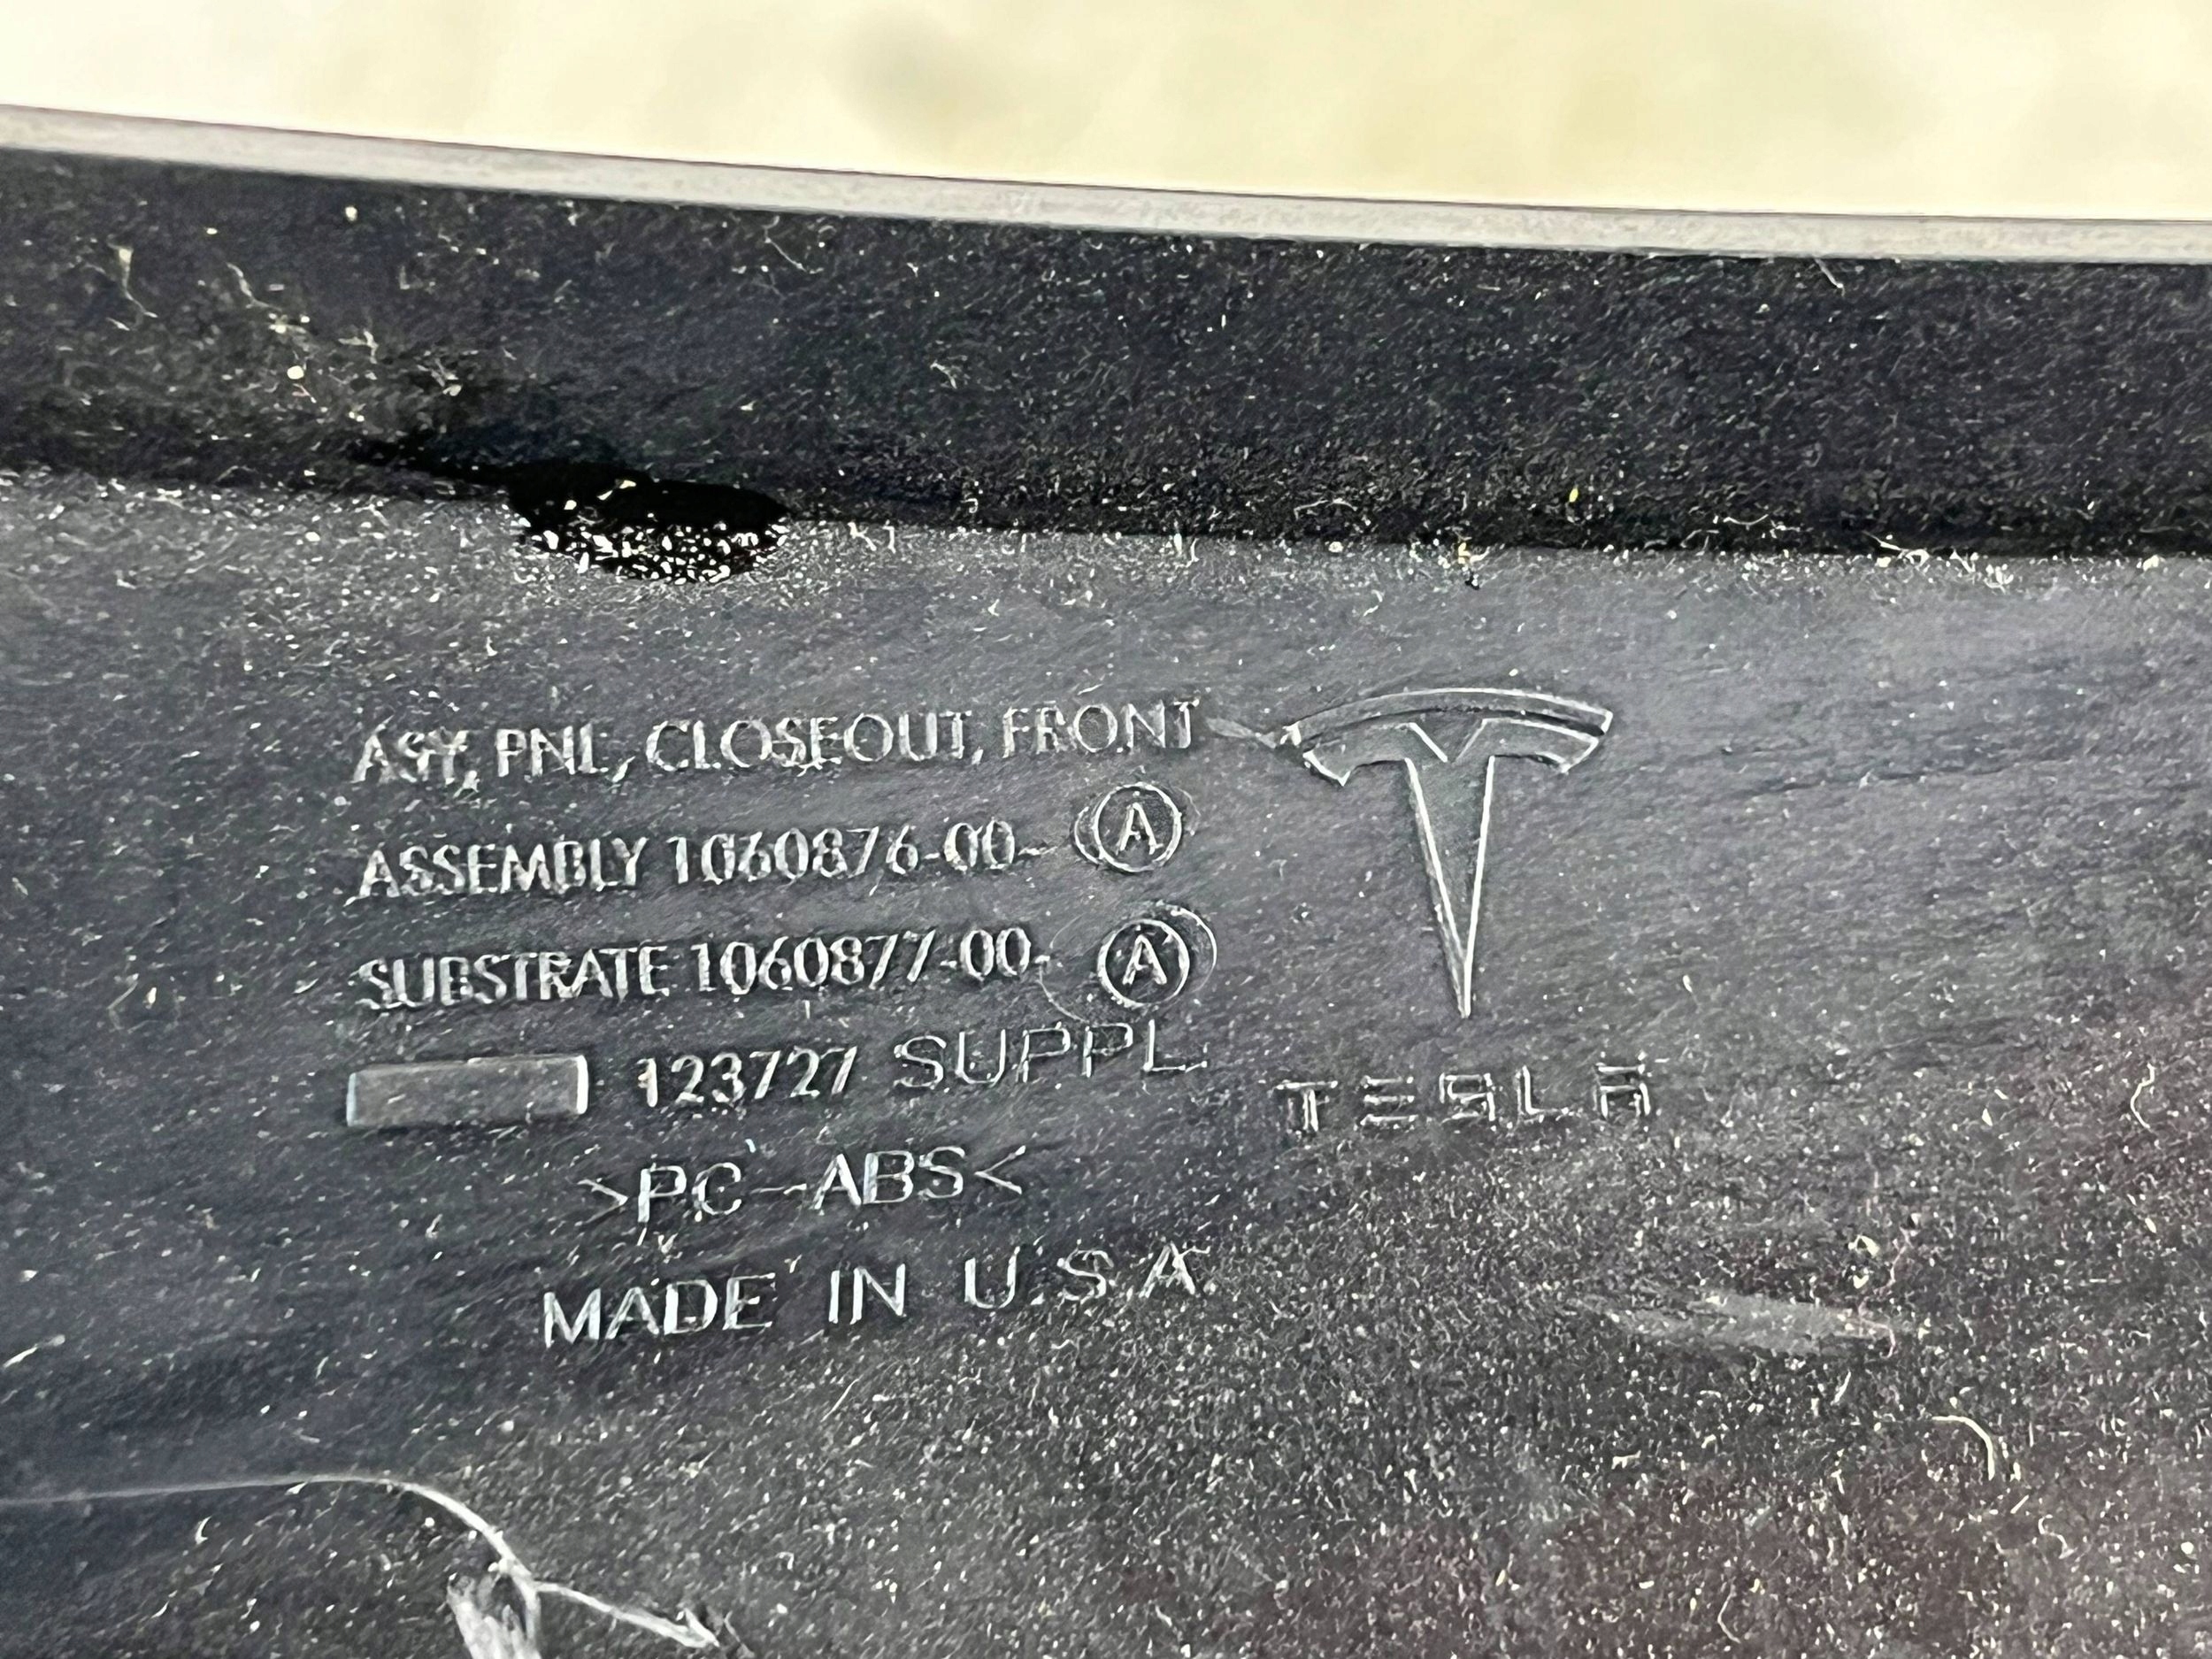 ASY, PNL, CLOSEOUT, FRONT
ASSEMBLY 1060876-00- A
SUBSTRATE 1060877-00- A
123727 SUPPL.
>PC-ABS<
MADE IN U.S.A.
TESLA